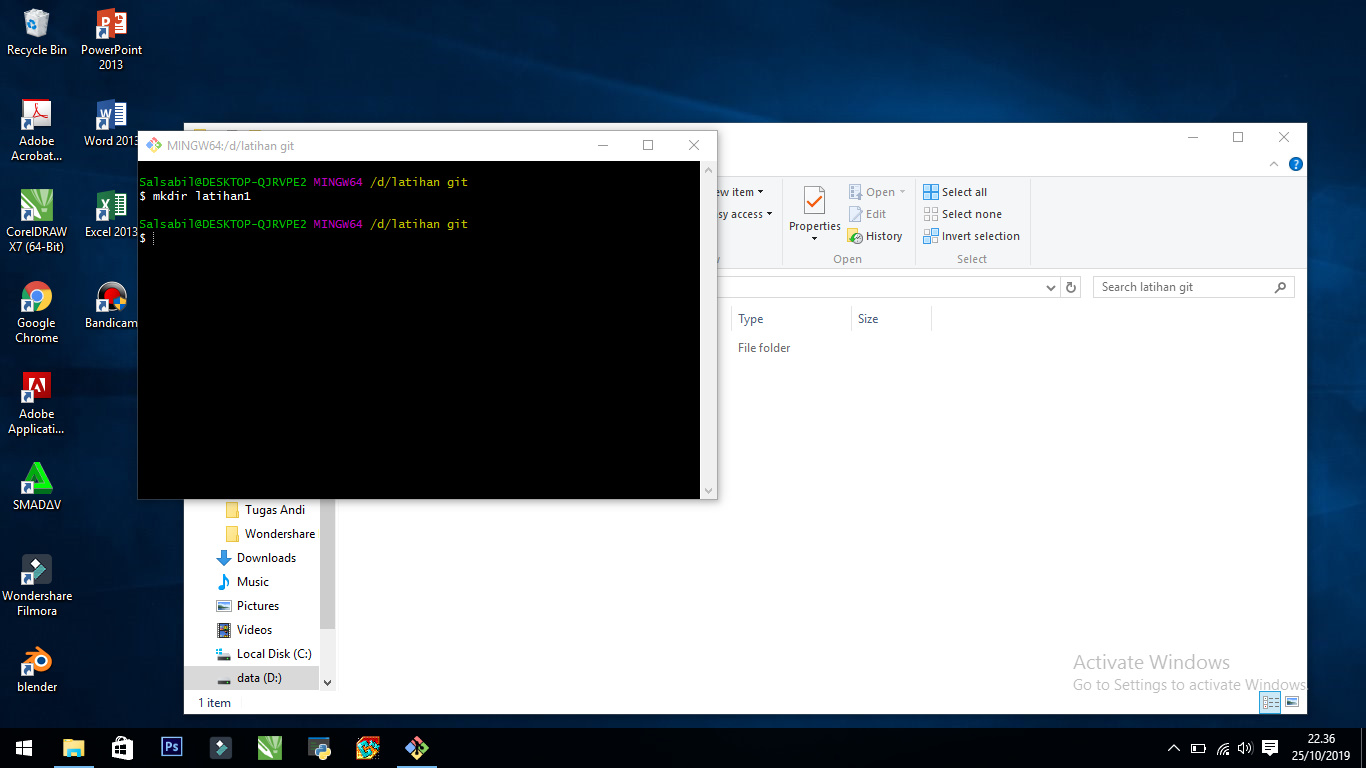 Recycle Bin
PowerPoint
2013
Adobe
Acrobat...
Word 2013
CorelDRAW
X7 (64-Bit)
Excel 2013
Google
Chrome
Bandicam
Adobe
Applicati...
SMADΔV
Wondershare
Filmora
blender
MINGW64:/d/latihan git
Salsabil@DESKTOP-QJRVPE2 MINGW64 /d/latihan git
$ mkdir latihan1
Salsabil@DESKTOP-QJRVPE2 MINGW64 /d/latihan git
$
item
access
Properties
Open
Edit
History
Open
Select all
Select none
Invert selection
Select
Search latihan git
Type
Size
File folder
Tugas Andi
Wondershare
Downloads
Music
Pictures
Videos
Local Disk (C:)
data (D:)
1 item
Activate Windows
Go to Settings to activate Windows.
Ps
22.36
25/10/2019